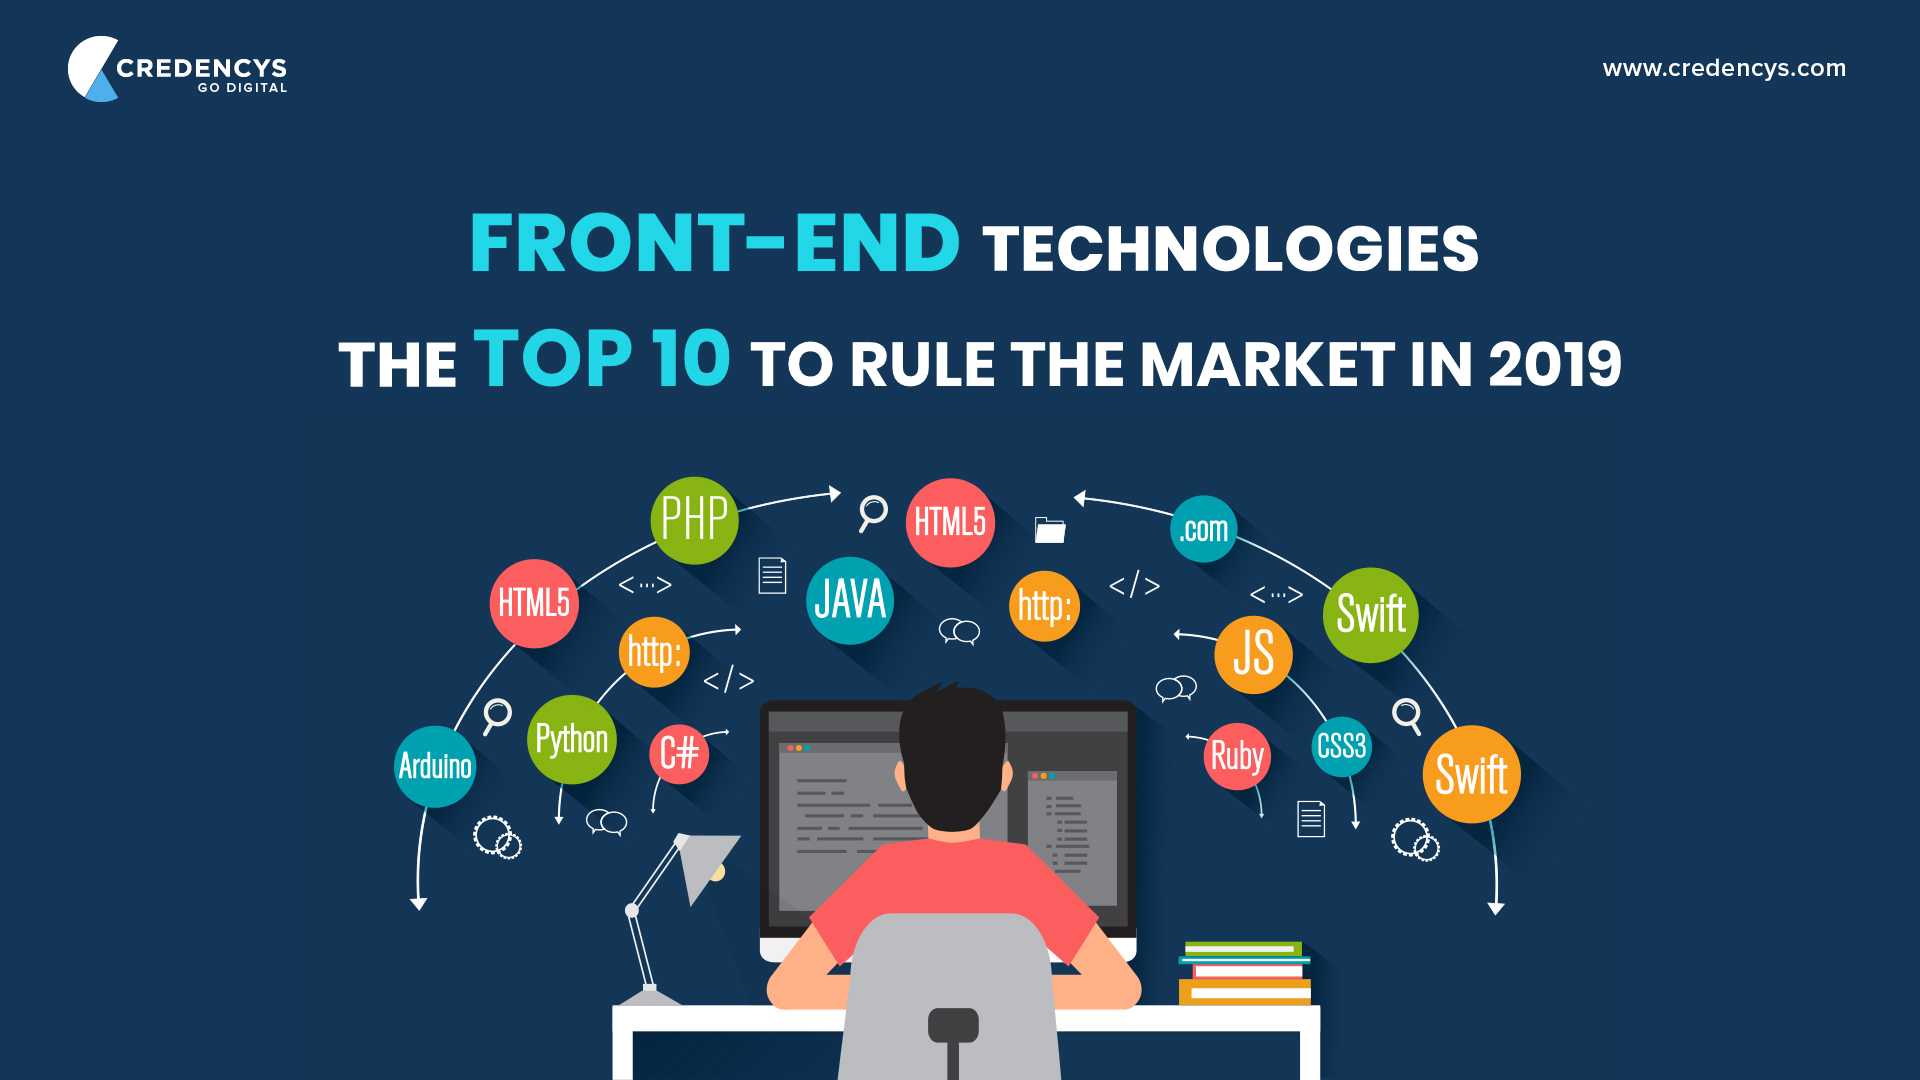 CREDENCYS
GO DIGITAL
www.credencys.com
FRONT-END TECHNOLOGIES
THE TOP 10 TO RULE THE MARKET IN 2019
PHP
HTML5
.com
HTML5
JAVA
http:
</>
<...>
Swift
<...>
http:
JS
</>
Arduino
Python
C#
Ruby
CSS3
Swift